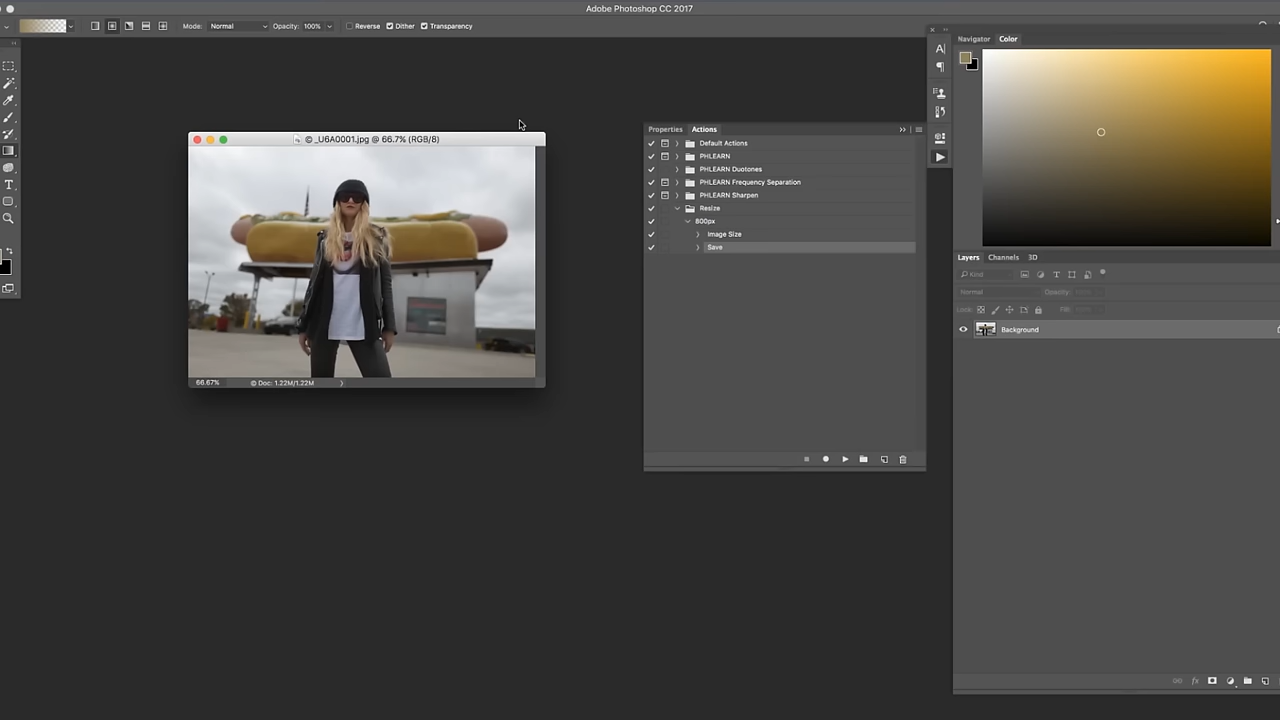 Adobe Photoshop CC 2017
Mode: Normal Opacity: 100% Reverse Dither Transparency
Navigator Color
© _U6A0001.jpg @ 66.7% (RGB/8)
Properties Actions
Default Actions
PHLEARN
PHLEARN Duotones
PHLEARN Frequency Separation
PHLEARN Sharpen
Resize
800px
Image Size
Save
Layers Channels 3D
Kind
Normal Opacity:
Lock: Fill:
Background
66.67% © Doc: 1.22M/1.22M